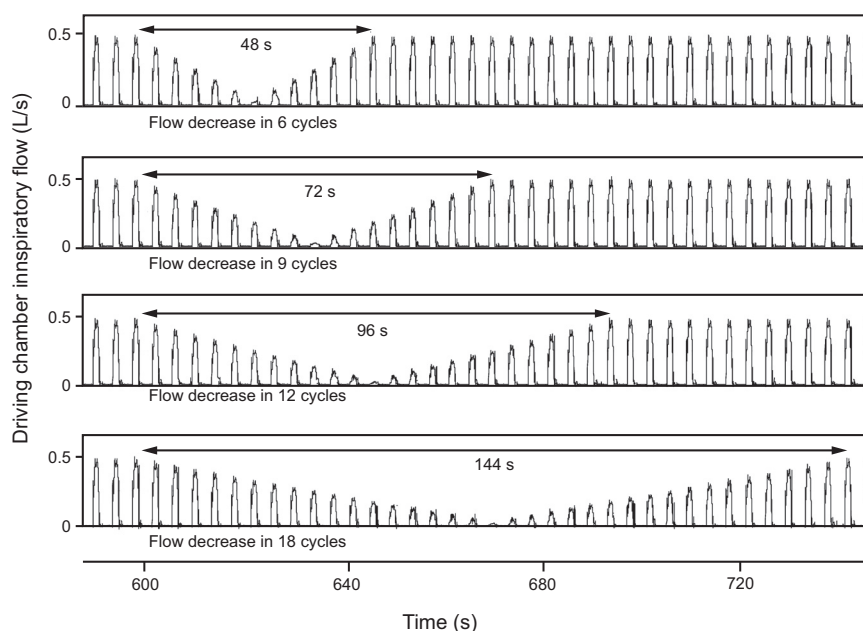 Driving chamber innspiratory flow (L/s)
0.5
48 s
0
Flow decrease in 6 cycles
0.5
72 s
0
Flow decrease in 9 cycles
0.5
96 s
0
Flow decrease in 12 cycles
0.5
144 s
0
Flow decrease in 18 cycles
600 640 680 720
Time (s)